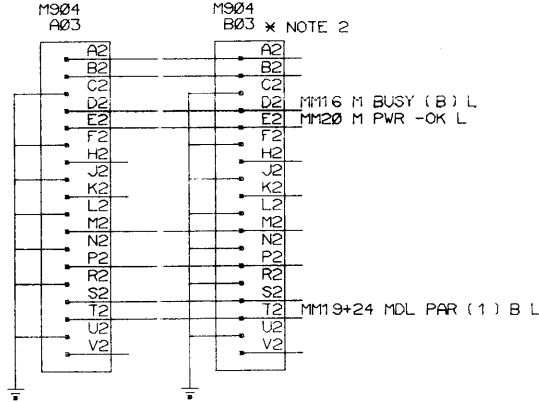 M904 M904
A03 B03 * NOTE 2
A2 A2
B2 B2
C2 C2
D2 D2 MM16 M BUSY (B) L
E2 E2 MM20 M PWR -OK L
F2 F2
H2 H2
J2 J2
K2 K2
L2 L2
M2 M2
N2 N2
P2 P2
R2 R2
S2 S2
T2 T2 MM19+24 MDL PAR (1) B L
U2 U2
V2 V2